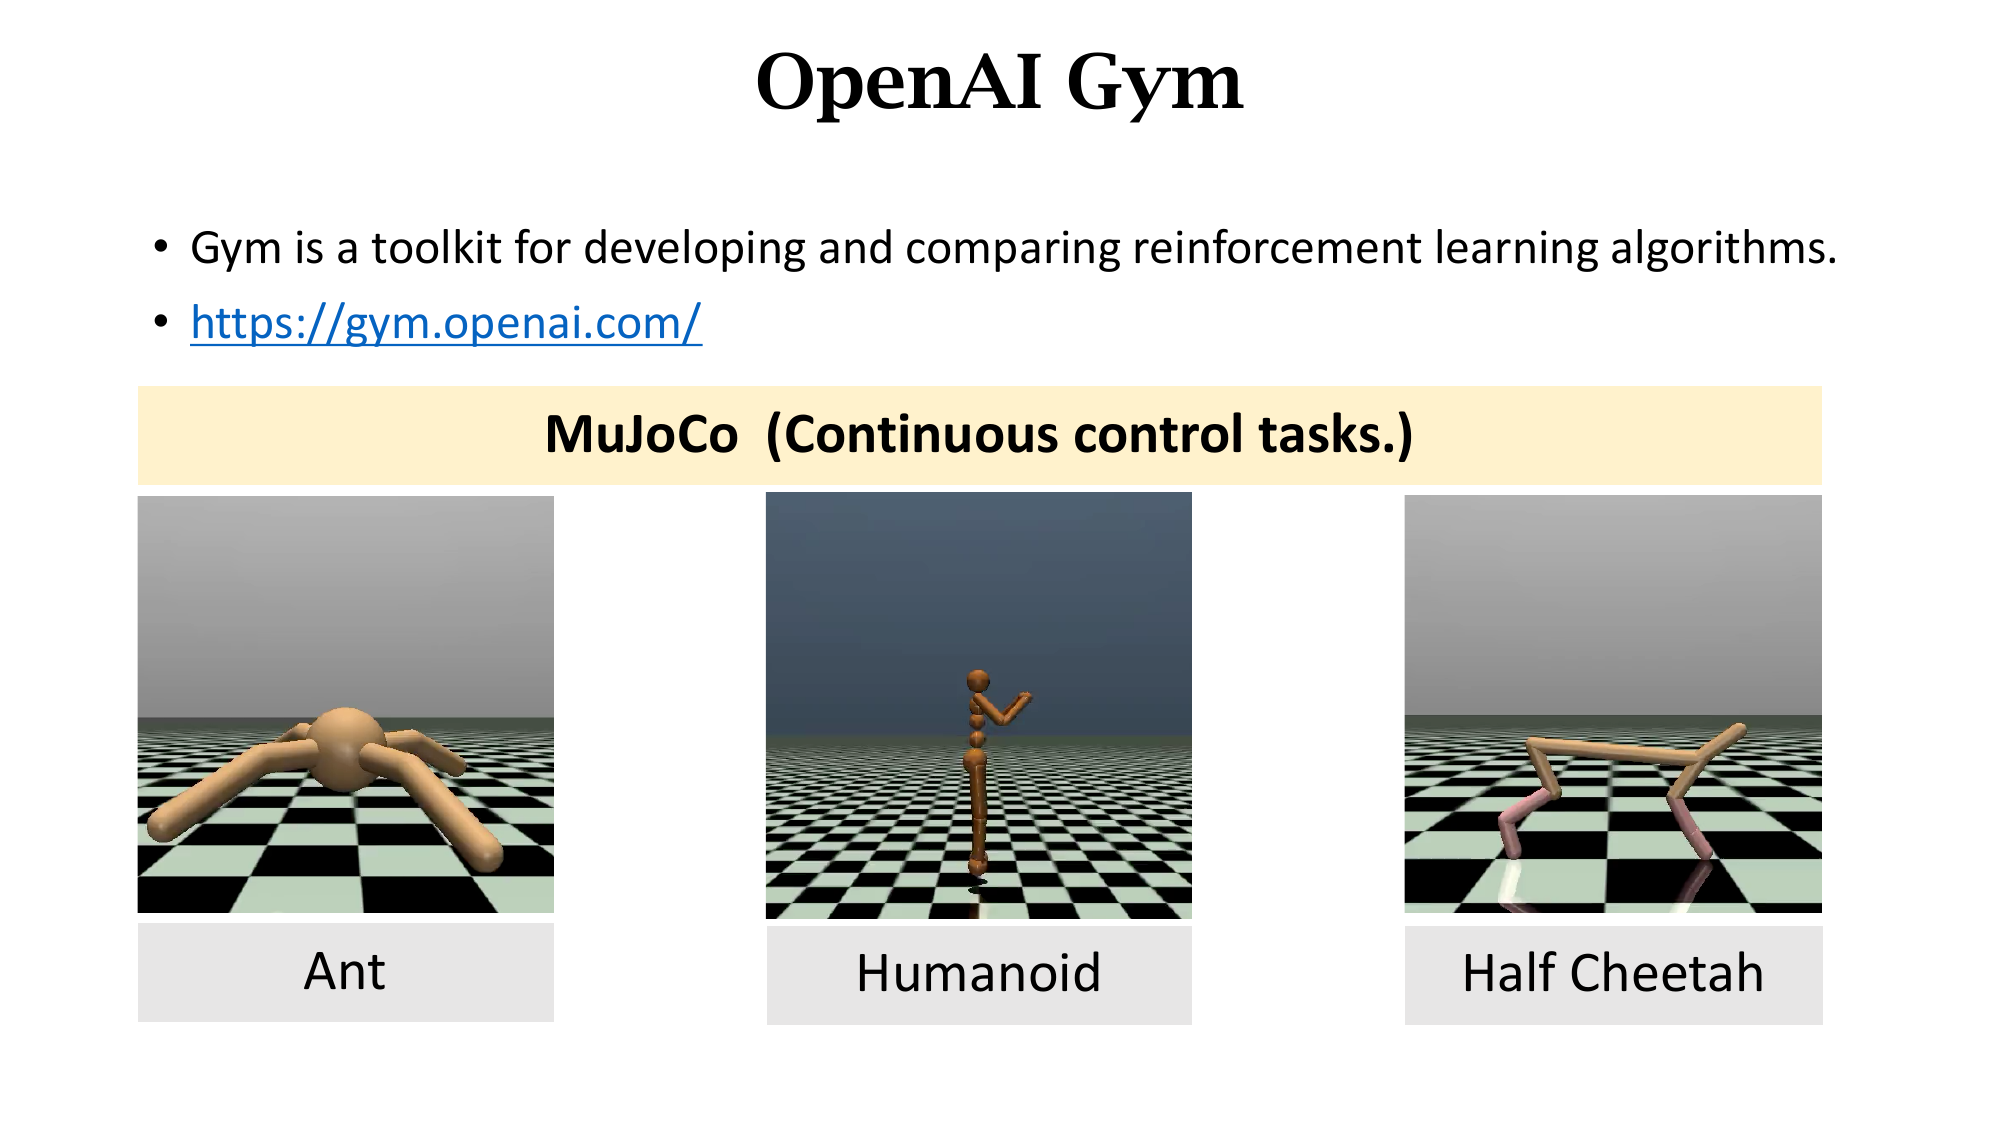 OpenAI Gym
• Gym is a toolkit for developing and comparing reinforcement learning algorithms.
• https://gym.openai.com/
MuJoCo (Continuous control tasks.)
Ant
Humanoid
Half Cheetah